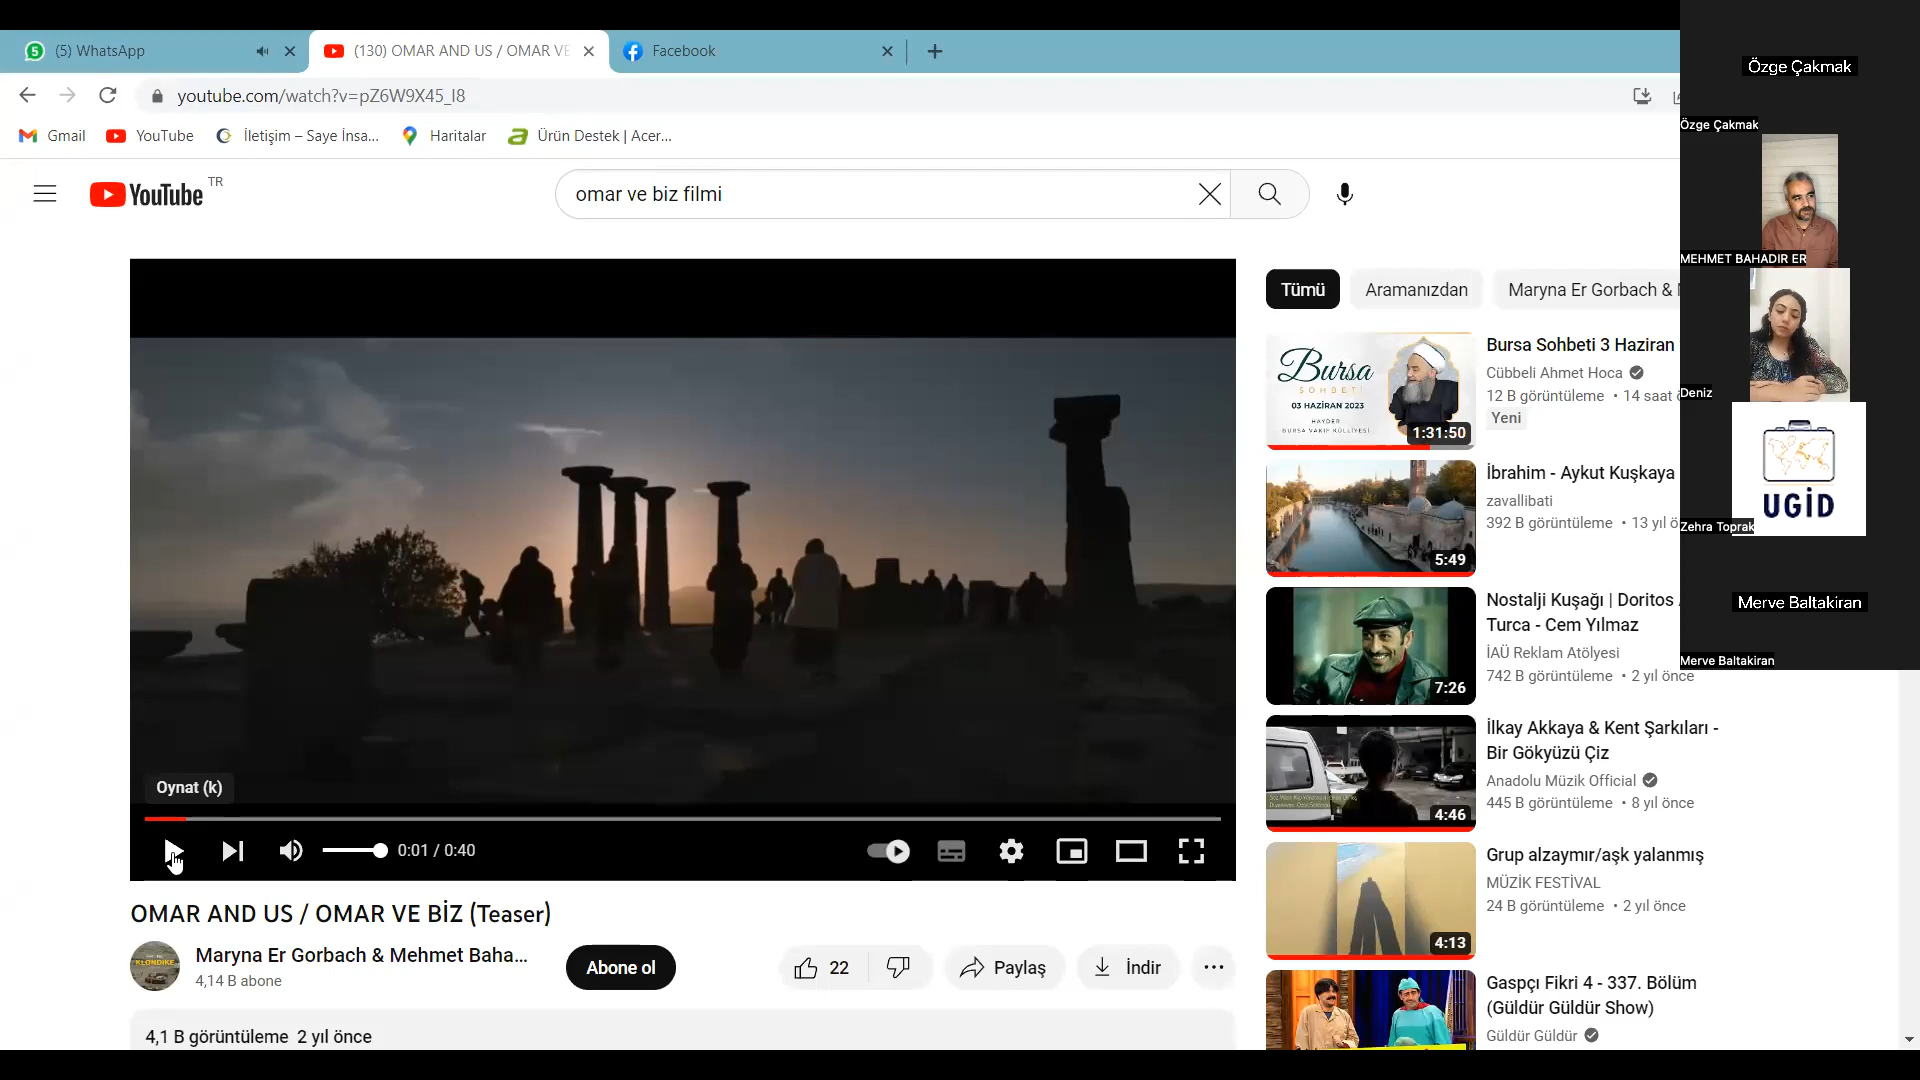 (5) WhatsApp
(130) OMAR AND US / OMAR VE
Facebook
youtube.com/watch?v=pZ6W9X45_I8
Gmail
YouTube
İletişim – Saye İnsa...
Haritalar
Ürün Destek | Acer...
YouTube TR
omar ve biz filmi
Oynat (k)
0:01 / 0:40
OMAR AND US / OMAR VE BİZ (Teaser)
Maryna Er Gorbach & Mehmet Baha...
4,14 B abone
Abone ol
22
Paylaş
İndir
4,1 B görüntüleme 2 yıl önce
Tümü
Aramanızdan
Maryna Er Gorbach &
Bursa
SOHBETİ
03 HAZİRAN 2023
HAYDER
BURSA VAKIF KÜLLİYESİ
1:31:50
Bursa Sohbeti 3 Haziran
Cübbeli Ahmet Hoca
12 B görüntüleme • 14 saat
Yeni
5:49
İbrahim - Aykut Kuşkaya
zavallibati
392 B görüntüleme • 13 yıl
7:26
Nostalji Kuşağı | Doritos
Turca - Cem Yılmaz
İAÜ Reklam Atölyesi
742 B görüntüleme • 2 yıl önce
4:46
İlkay Akkaya & Kent Şarkıları -
Bir Gökyüzü Çiz
Anadolu Müzik Official
445 B görüntüleme • 8 yıl önce
4:13
Grup alzaymır/aşk yalanmış
MÜZİK FESTİVAL
24 B görüntüleme • 2 yıl önce
Gaspçı Fikri 4 - 337. Bölüm
(Güldür Güldür Show)
Güldür Güldür
Özge Çakmak
Özge Çakmak
MEHMET BAHADIR ER
Deniz
UGİD
Zehra Toprak
Merve Baltakiran
Merve Baltakiran
KLONDIKE